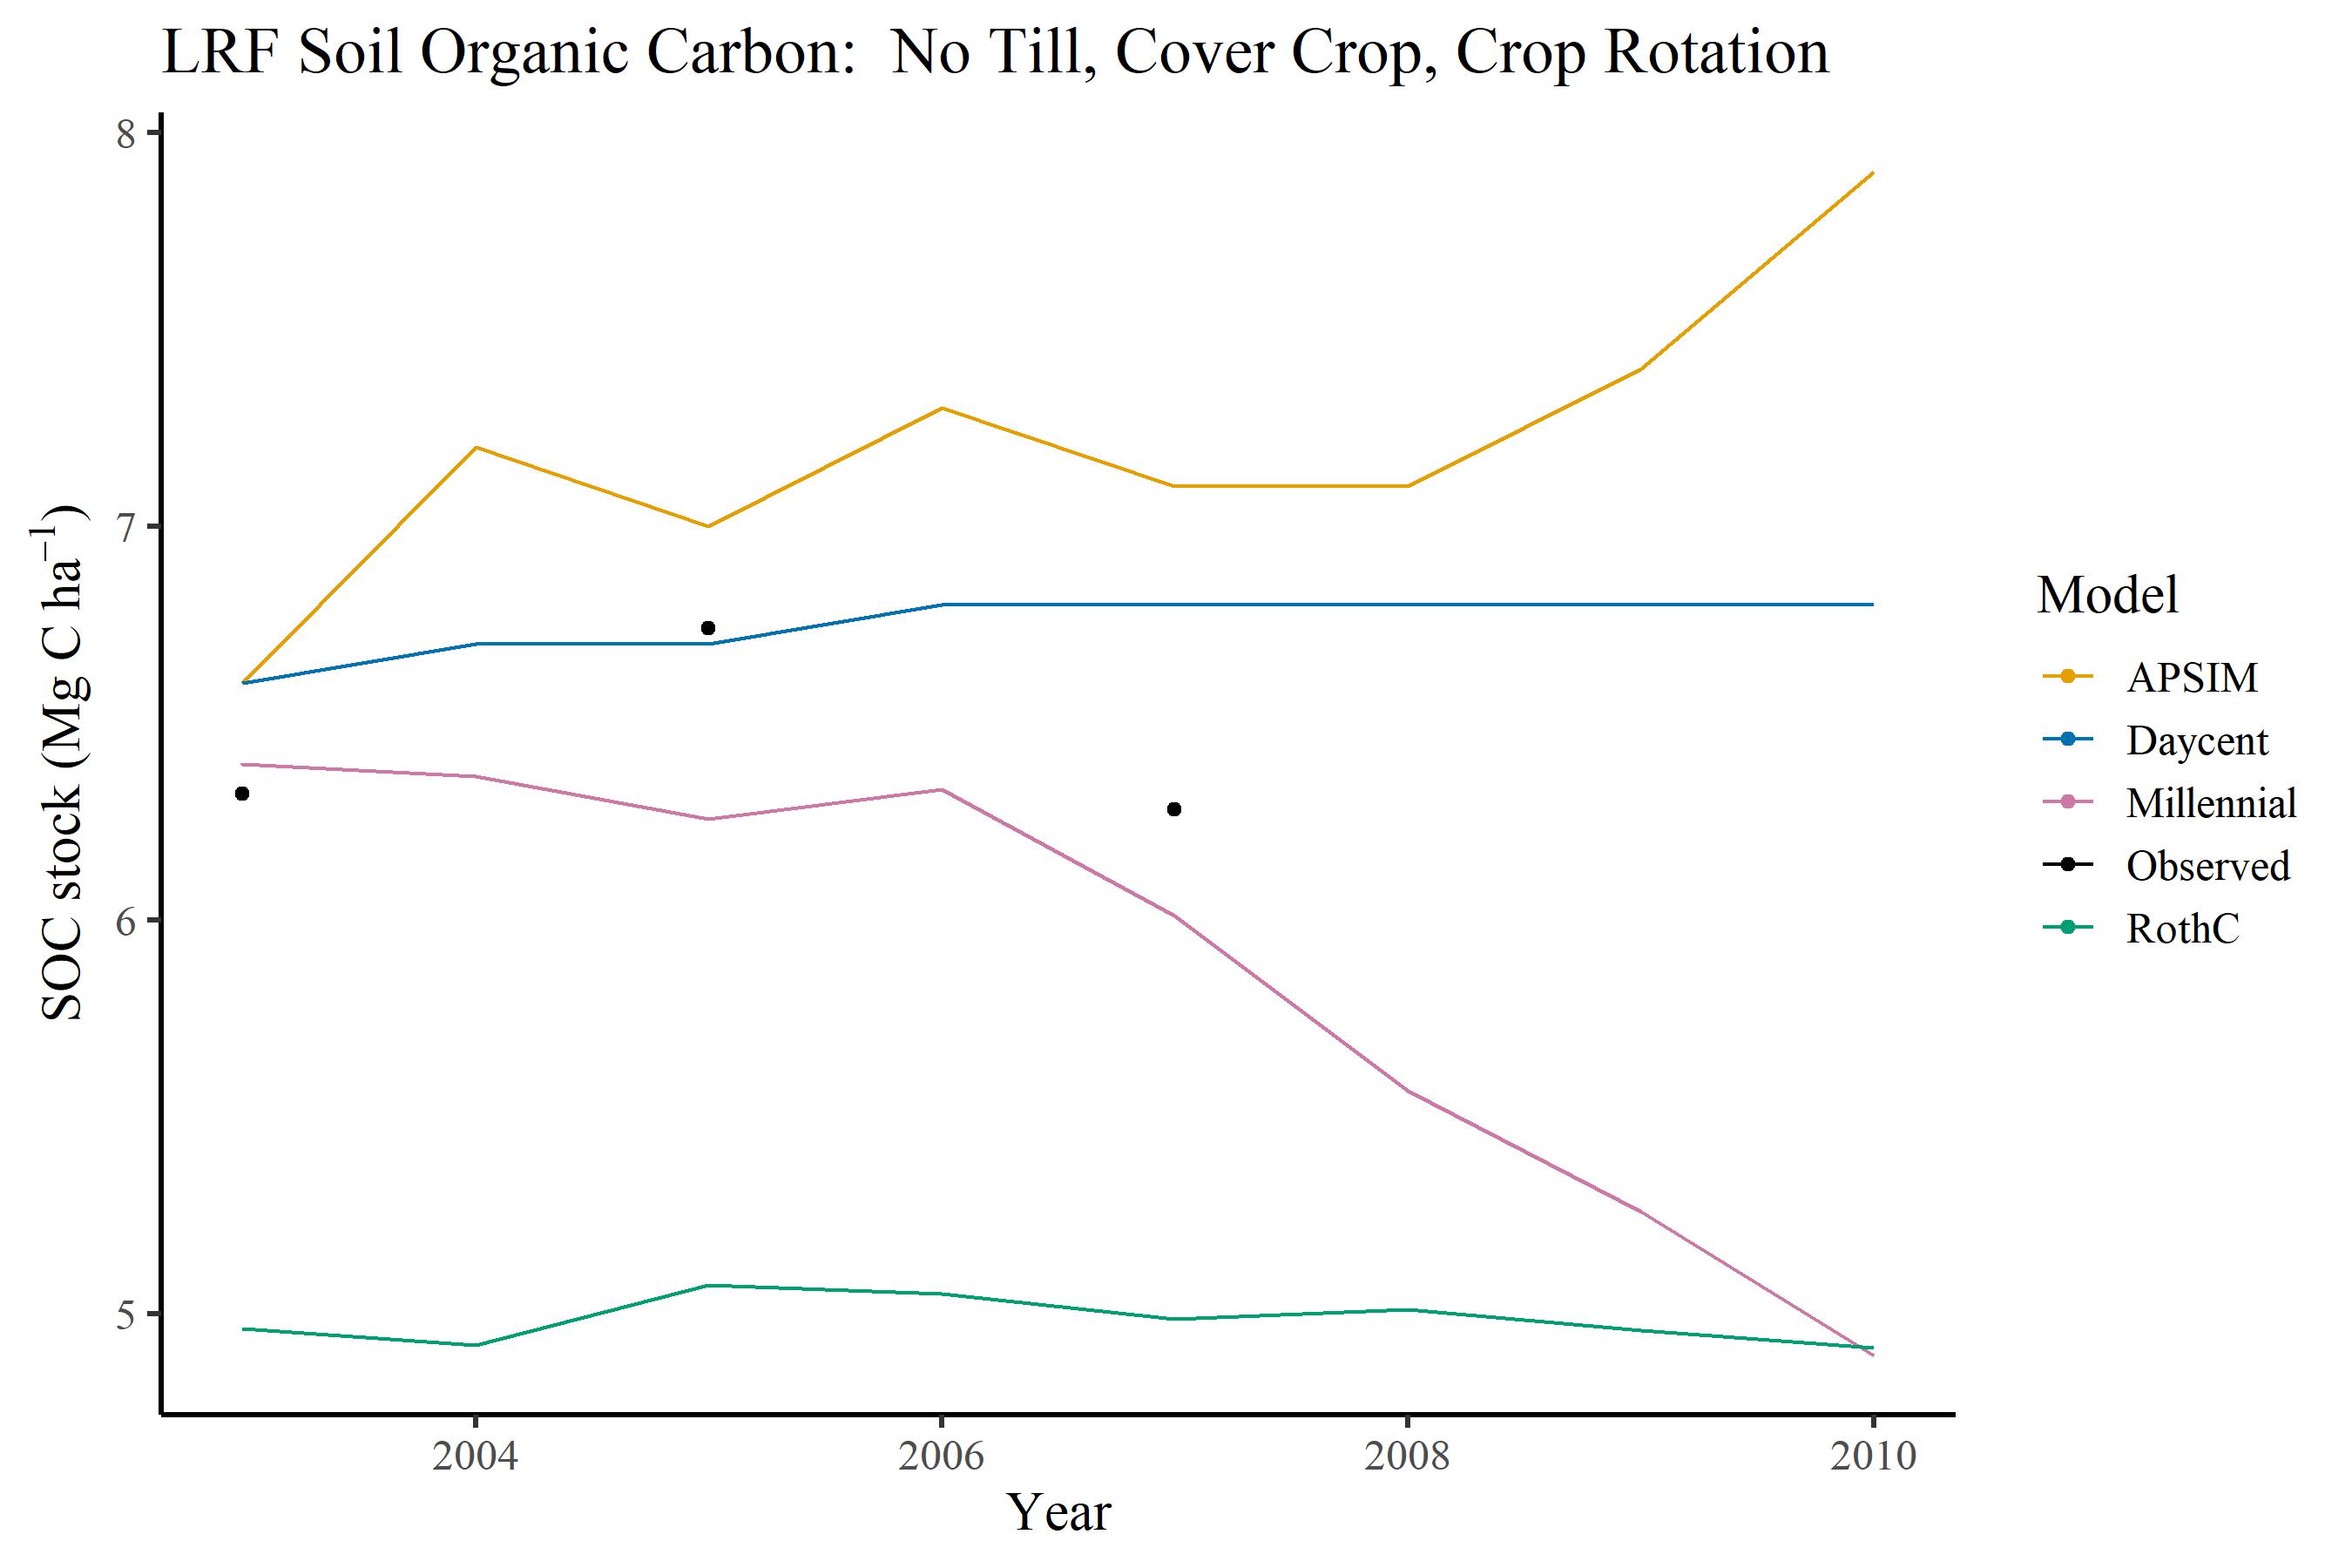 LRF Soil Organic Carbon:  No Till, Cover Crop, Crop Rotation
8
7
6
5
SOC stock (Mg C ha⁻¹)
2004 2006 2008 2010
Year
Model
APSIM
Daycent
Millennial
Observed
RothC